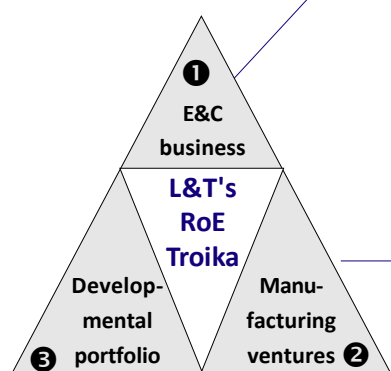 ❶
E&C
business
L&T's
RoE
Troika
Develop-
mental
portfolio
❸
Manu-
facturing
ventures ❷